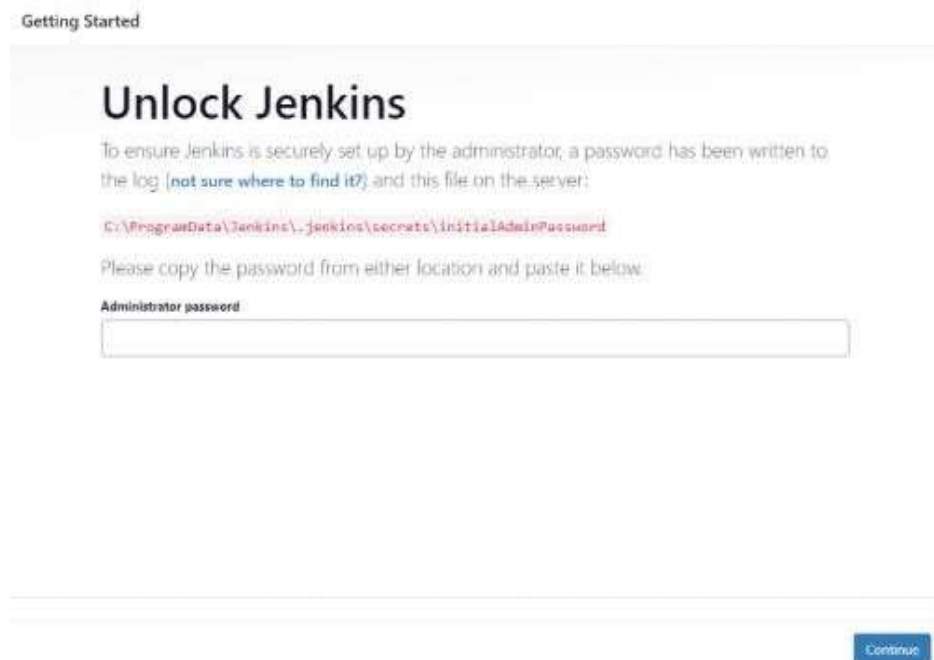 Getting Started
Unlock Jenkins
To ensure Jenkins is securely set up by the administrator, a password has been written to
the log (not sure where to find it?) and this file on the server:
C:\ProgramData\Jenkins\.jenkins\secrets\initialAdminPassword
Please copy the password from either location and paste it below.
Administrator password
Continue